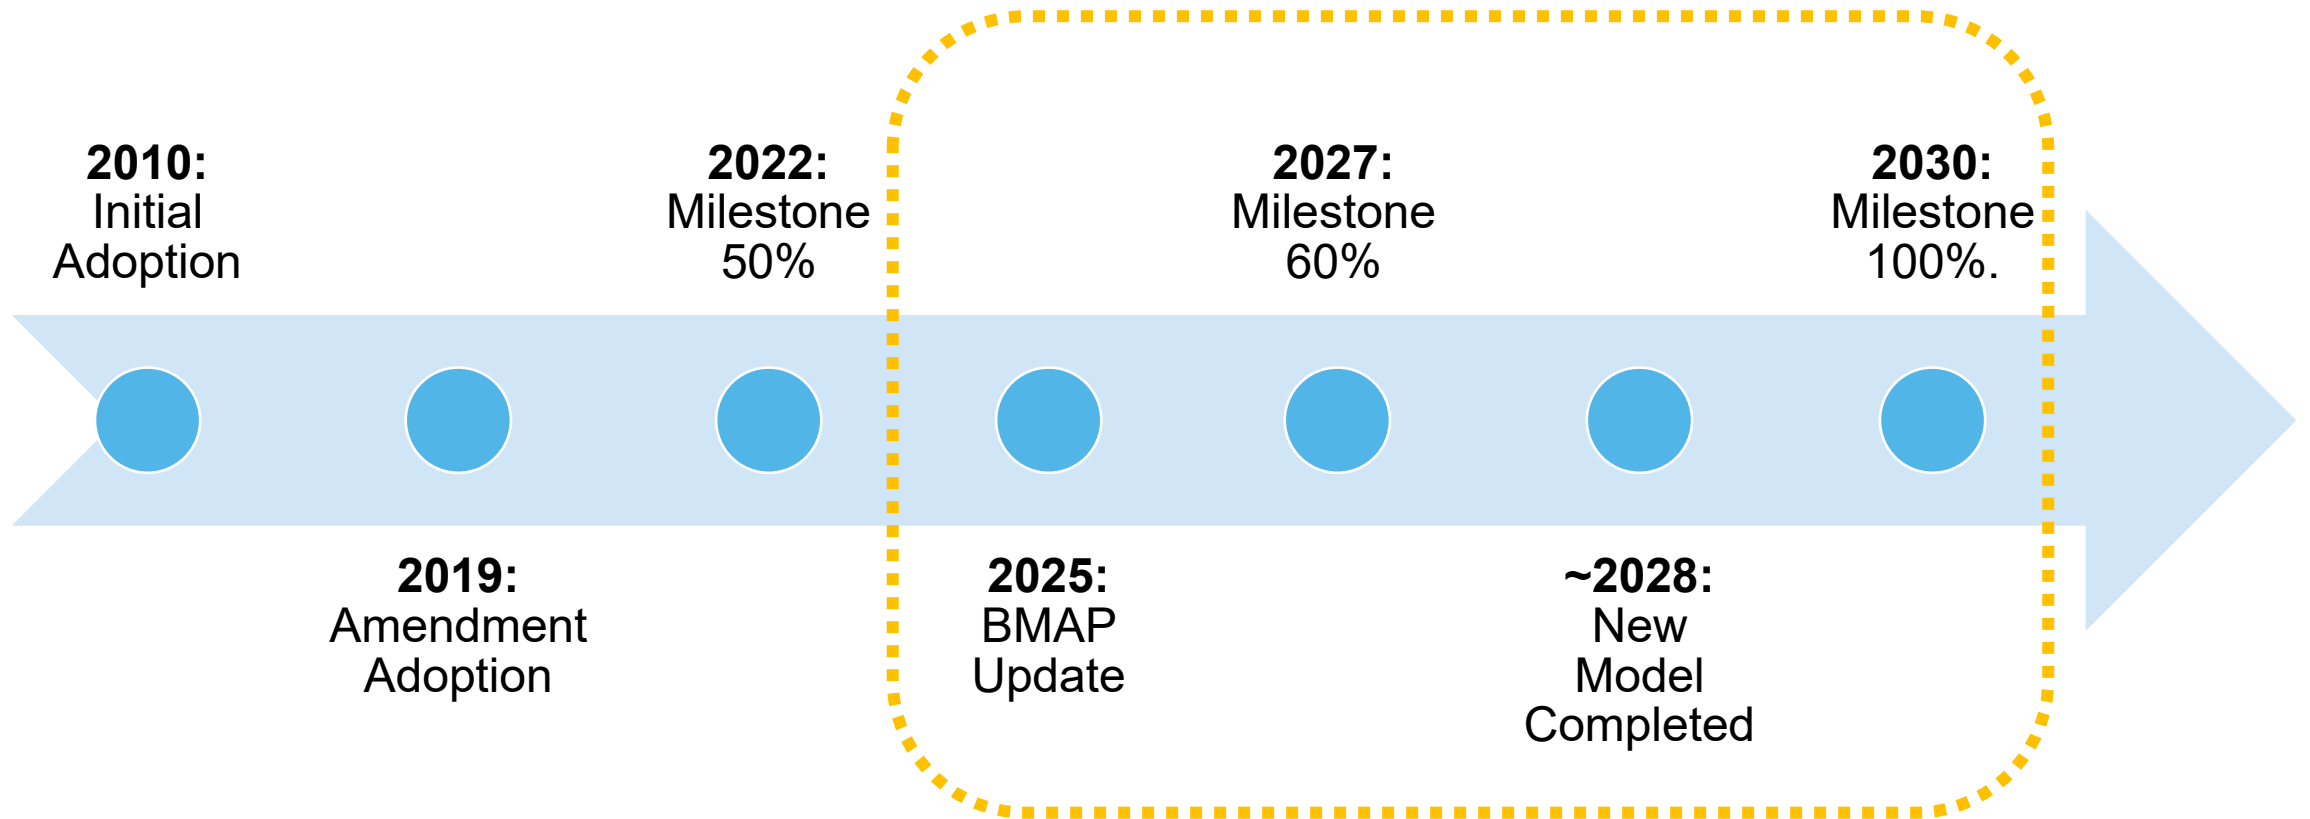 2010:
Initial
Adoption
2019:
Amendment
Adoption
2022:
Milestone
50%
2025:
BMAP
Update
2027:
Milestone
60%
~2028:
New
Model
Completed
2030:
Milestone
100%.